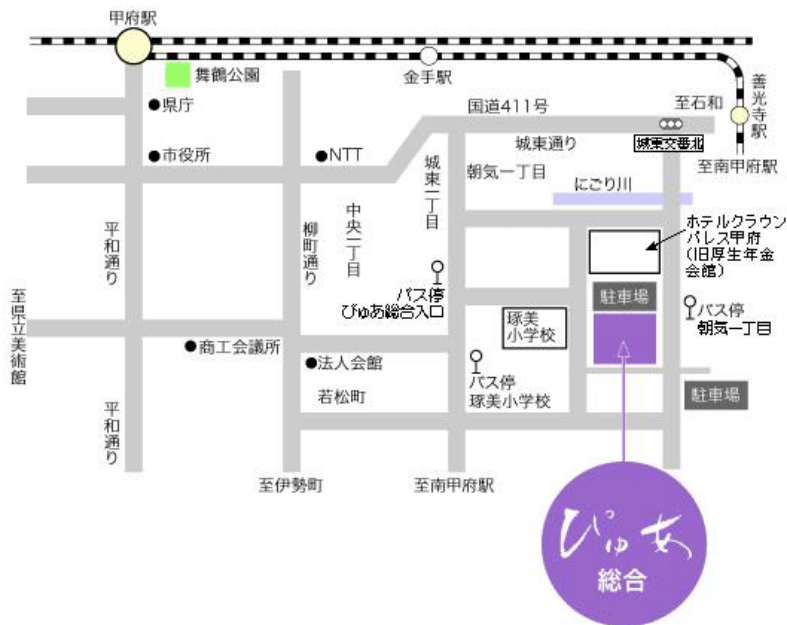 甲府駅
舞鶴公園
金手駅
善光寺駅
●県庁
国道411号
至石和
城東通り
城東交番北
●市役所
●NTT
城東一丁目
朝気一丁目
至南甲府駅
にごり川
平和通り
柳町通り
中央一丁目
ホテルクラウン
パレス甲府
(旧厚生年金
会館)
バス停
ぴゅあ総合入口
駐車場
至県立美術館
琢美
小学校
バス停
朝気一丁目
●商工会議所
●法人会館
バス停
琢美小学校
若松町
駐車場
平和通り
至伊勢町
至南甲府駅
ぴゅあ
総合